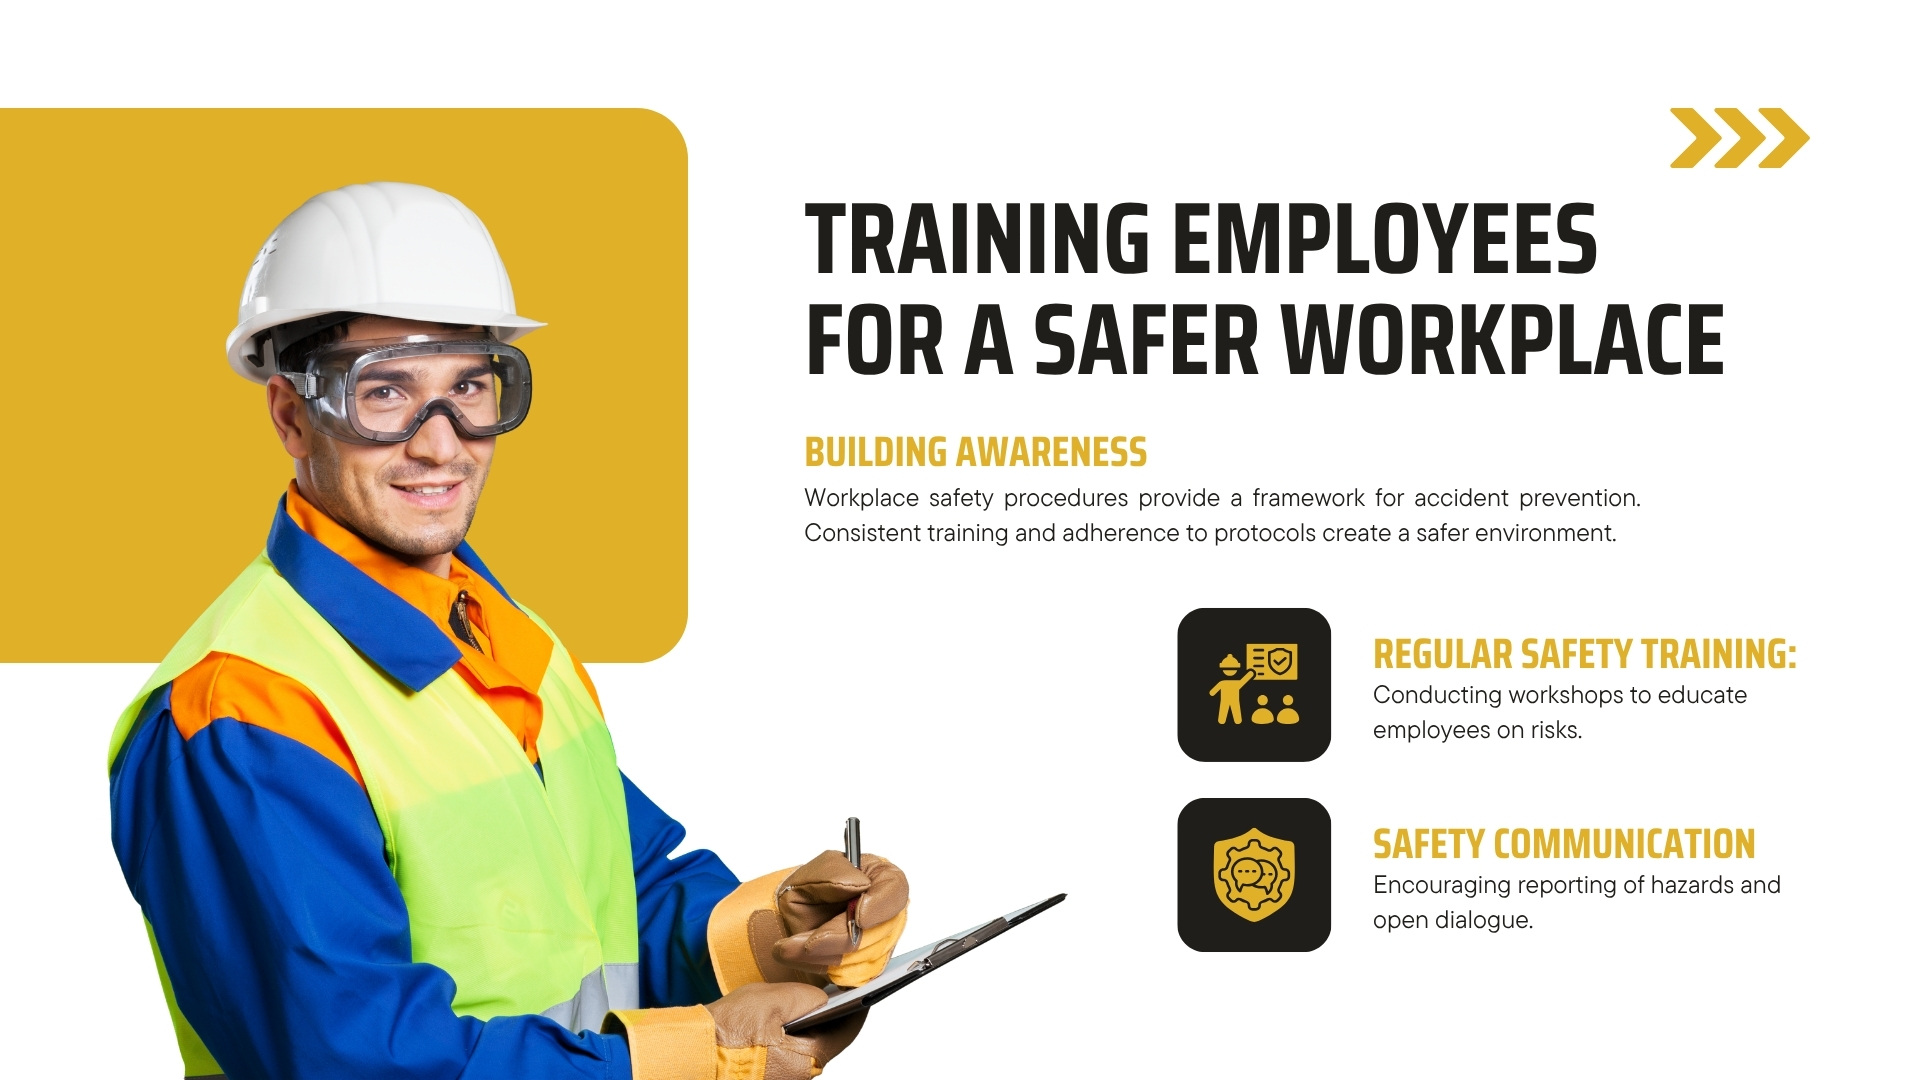 TRAINING EMPLOYEES
FOR A SAFER WORKPLACE
BUILDING AWARENESS
Workplace safety procedures provide a framework for accident prevention.
Consistent training and adherence to protocols create a safer environment.
REGULAR SAFETY TRAINING:
Conducting workshops to educate
employees on risks.
SAFETY COMMUNICATION
Encouraging reporting of hazards and
open dialogue.